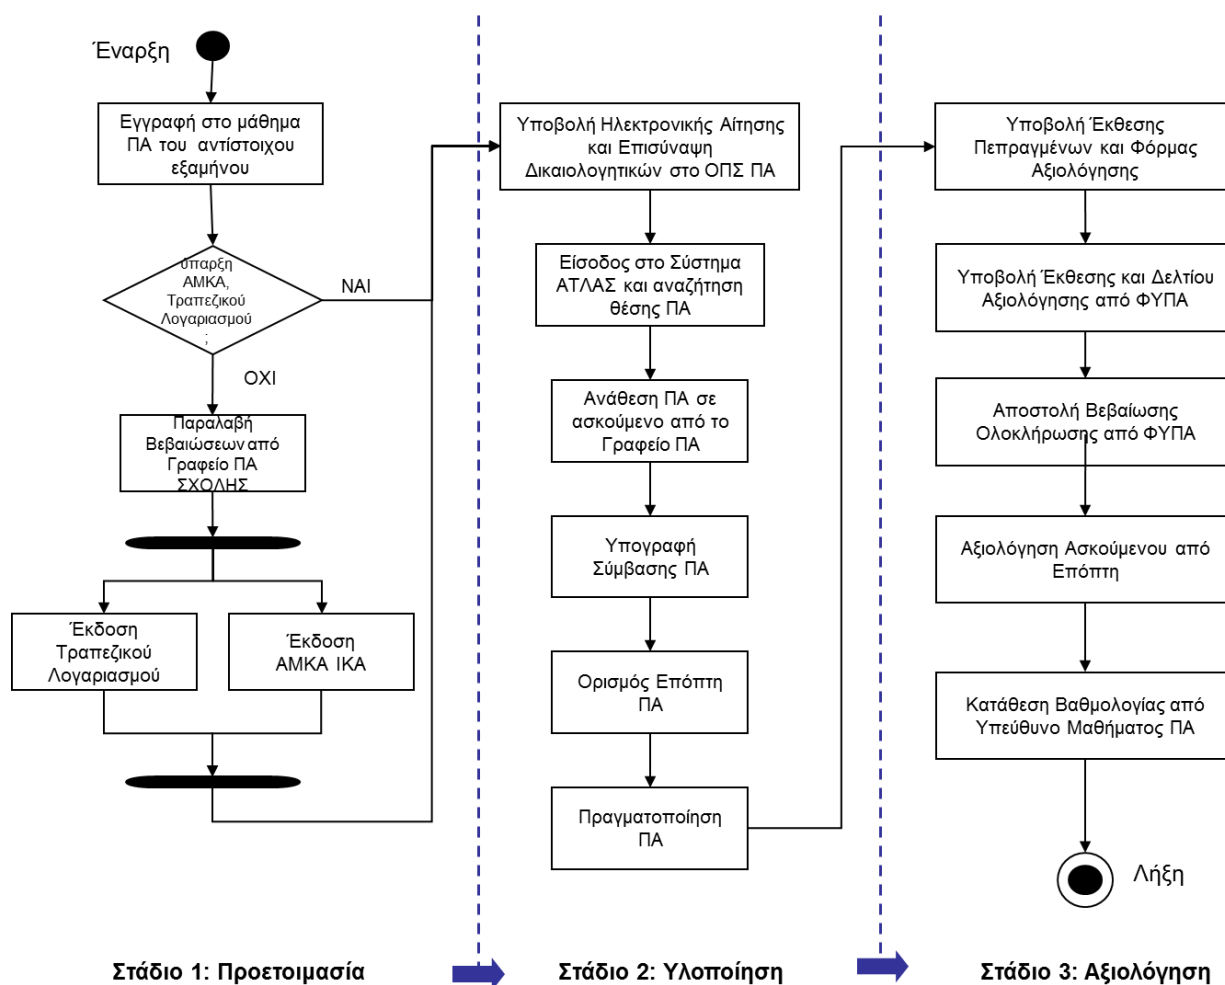 Έναρξη
Εγγραφή στο μάθημα
ΠΑ του αντίστοιχου
εξαμήνου
ύπαρξη
ΑΜΚΑ,
Τραπεζικού
Λογαριασμού
;
ΝΑΙ
ΟΧΙ
Παραλαβή
Βεβαιώσεων από
Γραφείο ΠΑ
ΣΧΟΛΗΣ
Έκδοση
Τραπεζικού
Λογαριασμού
Έκδοση
ΑΜΚΑ ΙΚΑ
Υποβολή Ηλεκτρονικής Αίτησης
και Επισύναψη
Δικαιολογητικών στο ΟΠΣ ΠΑ
Είσοδος στο Σύστημα
ΑΤΛΑΣ και αναζήτηση
θέσης ΠΑ
Ανάθεση ΠΑ σε
ασκούμενο από το
Γραφείο ΠΑ
Υπογραφή
Σύμβασης ΠΑ
Ορισμός Επόπτη
ΠΑ
Πραγματοποίηση
ΠΑ
Υποβολή Έκθεσης
Πεπραγμένων και Φόρμας
Αξιολόγησης
Υποβολή Έκθεσης και Δελτίου
Αξιολόγησης από ΦΥΠΑ
Αποστολή Βεβαίωσης
Ολοκλήρωσης από ΦΥΠΑ
Αξιολόγηση Ασκούμενου από
Επόπτη
Κατάθεση Βαθμολογίας από
Υπεύθυνο Μαθήματος ΠΑ
Λήξη
Στάδιο 1: Προετοιμασία
Στάδιο 2: Υλοποίηση
Στάδιο 3: Αξιολόγηση